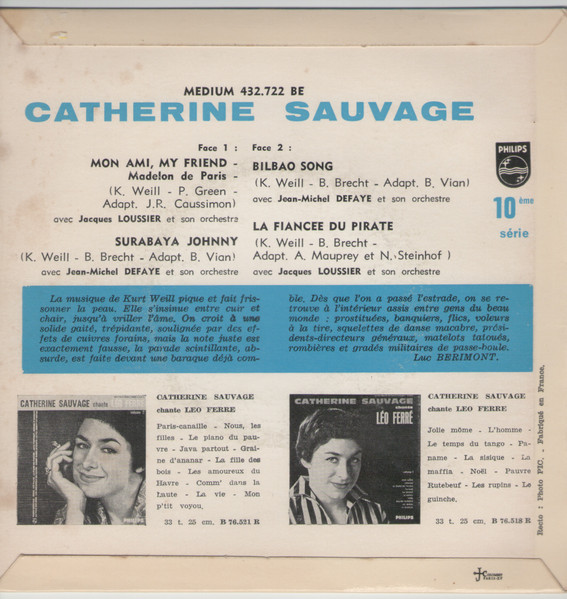 MEDIUM 432.722 BE
CATHERINE SAUVAGE
Face 1 :
MON AMI, MY FRIEND -
Madelon de Paris -
(K. Weill - P. Green -
Adapt. J.R. Caussimon)
avec Jacques LOUSSIER et son orchestre
SURABAYA JOHNNY
(K. Weill - B. Brecht - Adapt. B. Vian)
avec Jean-Michel DEFAYE et son orchestre
Face 2 :
BILBAO SONG
(K. Weill - B. Brecht - Adapt. B. Vian)
avec Jean-Michel DEFAYE et son orchestre
LA FIANCEE DU PIRATE
(K. Weill - B. Brecht -
Adapt. A. Mauprey et N. Steinhof )
avec Jacques LOUSSIER et son orchestre
PHILIPS
10 ème
série
La musique de Kurt Weill pique et fait fris-
sonner la peau. Elle s'insinue entre cuir et
chair, jusqu'à vriller l'âme. On croit à une
solide gaité, trépidante, soulignée par des ef-
fets de cuivres forains, mais la note juste est
exactement fausse, la parade scintillante, ab-
surde, est faite devant une baraque déjà com-
ble. Dès que l'on a passé l'estrade, on se re-
trouve à l'intérieur assis entre gens du beau
monde : prostituées, banquiers, flics, voleurs
à la tire, squelettes de danse macabre, prési-
dents-directeurs généraux, matelots tatoués,
rombières et gradés militaires de passe-boule.
Luc BERIMONT.
CATHERINE SAUVAGE chante
PHILIPS
CATHERINE SAUVAGE
chante LEO FERRE
Paris-canaille - Nous, les
filles - Le piano du pau-
vre - Java partout - Grai-
ne d'ananar - La fille des
bois - Les amoureux du
Havre - Comm' dans la
haute - La vie - Mon
p'tit voyou.
33 t. 25 cm. B 76.521 R
CATHERINE SAUVAGE
chante
LÉO FERRÉ
PHILIPS
CATHERINE SAUVAGE
chante LEO FERRE
Jolie môme - L'homme -
Le temps du tango - Pa-
name - La sisique - La
maffia - Noël - Pauvre
Rutebeuf - Les rupins - Le
guinche.
33 t. 25 cm. B 76.518 R
Recto : Photo PIC. - Fabriqué en France.